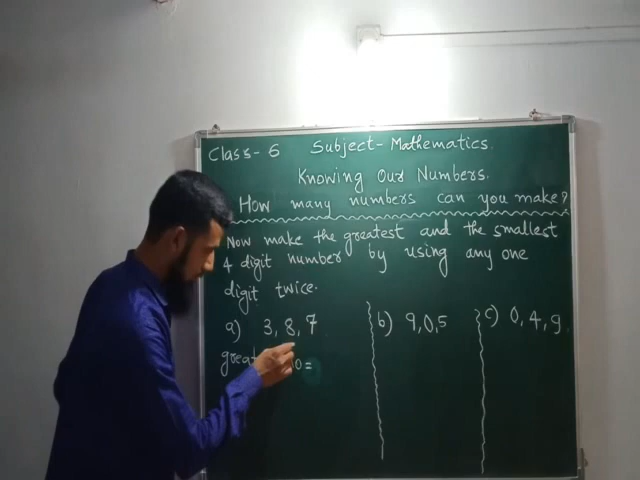 Class- 6 Subject- Mathematics.
Knowing Our Numbers.
How many numbers can you make?
Now make the greatest and the smallest
4 digit number by using any one
digit twice.
a) 3, 8, 7 b) 9, 0, 5 c) 0, 4, 9